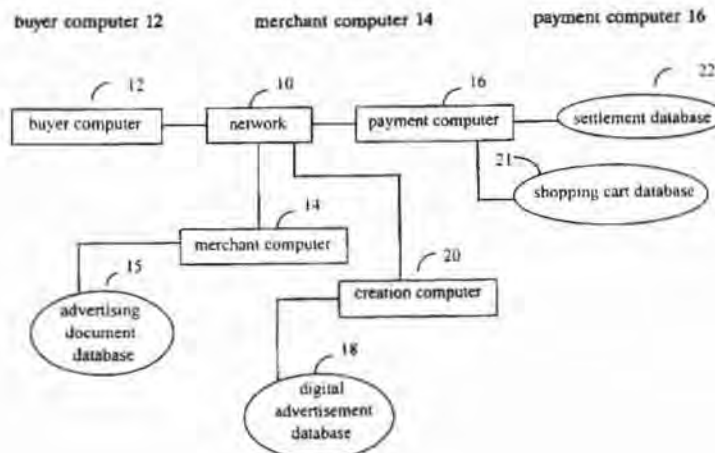 buyer computer 12 merchant computer 14 payment computer 16
12 10 16 22
buyer computer network payment computer settlement database
21
shopping cart database
14
merchant computer
15 20
creation computer
advertising
document
database
18
digital
advertisement
database